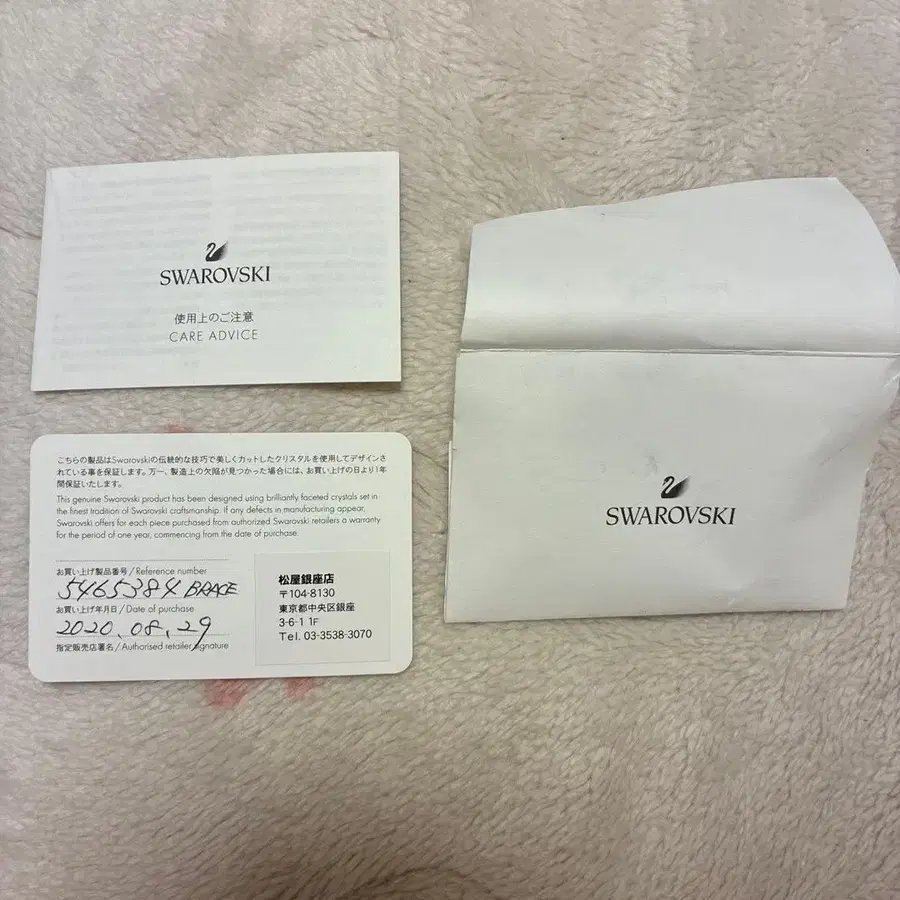 SWAROVSKI
使用上のご注意
CARE ADVICE
SWAROVSKI
こちらの製品はSwarovskiの伝統的な技巧で美しくカットしたクリスタルを使用してデザインさ
れている事を保証します。万一、製造上の欠陥が見つかった場合には、お買い上げの日より1年
間保証いたします。
This genuine Swarovski product has been designed using brilliantly faceted crystals set in
the finest tradition of Swarovski craftsmanship. If any defects in manufacturing appear,
Swarovski offers for each piece purchased from authorized Swarovski retailers a warranty
for the period of one year, commencing from the date of purchase.
お買い上げ製品番号/Reference number
5465384 BRACE
お買い上げ年月日/Date of purchase
2020.08.29
指定販売店署名/Authorised retailer signature
松屋銀座店
〒104-8130
東京都中央区銀座
3-6-1 1F
Tel. 03-3538-3070